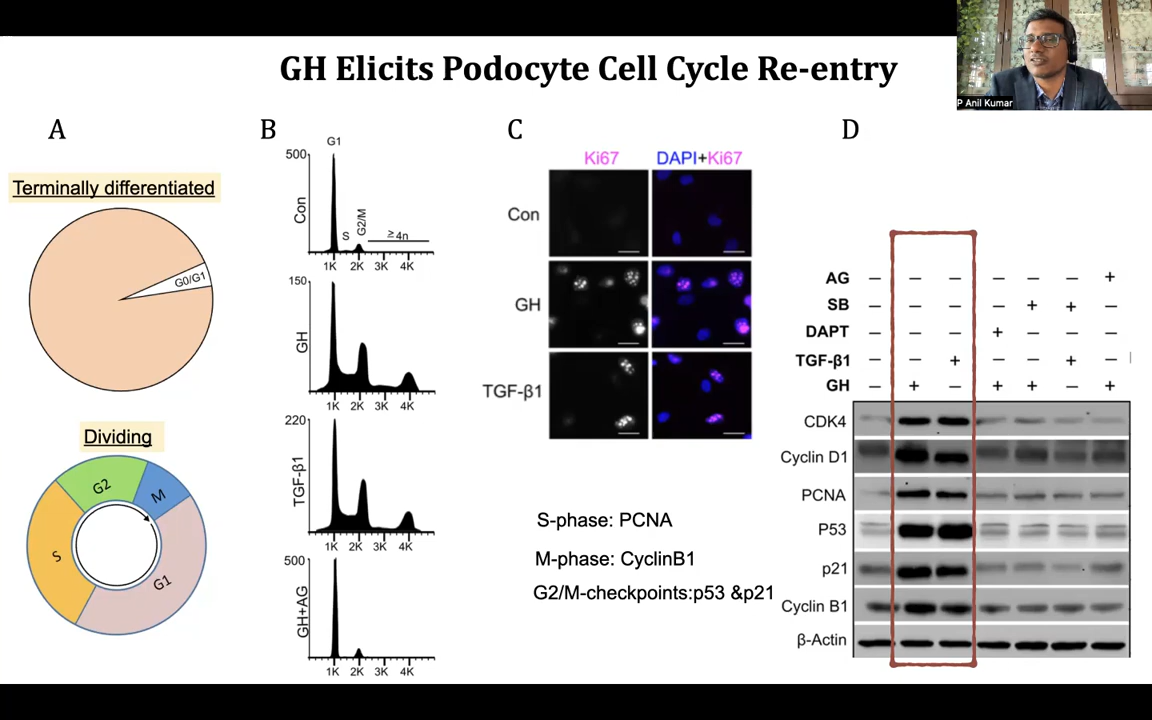 GH Elicits Podocyte Cell Cycle Re-entry
P Anil Kumar
A
Terminally differentiated
G0/G1
Dividing
G2
M
S
G1
B
G1
500
Con
S
G2/M
≥4n
1K 2K 3K 4K
150
GH
1K 2K 3K 4K
220
TGF-β1
1K 2K 3K 4K
500
GH+AG
1K 2K 3K 4K
C
Ki67 DAPI+Ki67
Con
GH
TGF-β1
S-phase: PCNA
M-phase: CyclinB1
G2/M-checkpoints:p53 &p21
D
AG – – – – – – +
SB – – – – + + –
DAPT – – – + – – –
TGF-β1 – – + – – + –
GH – + – + + – +
CDK4
Cyclin D1
PCNA
P53
p21
Cyclin B1
β-Actin